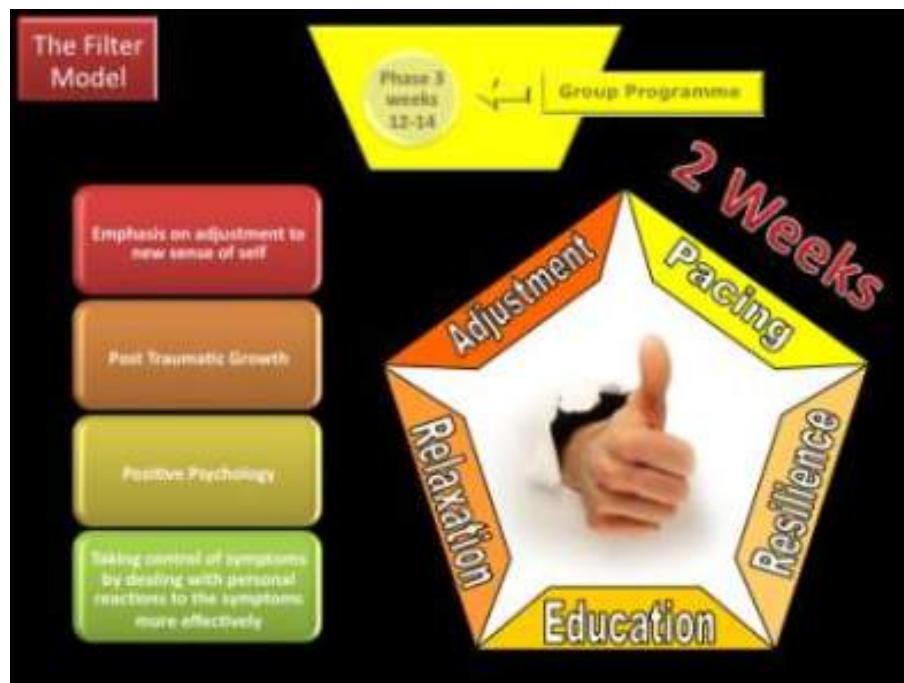 The Filter
Model
Phase 3
weeks
12-14
Group Programme
2 Weeks
Emphasis on adjustment to
new sense of self
Post Traumatic Growth
Positive Psychology
Taking control of symptoms
by dealing with personal
reactions to the symptoms
more effectively
Adjustment
Pacing
Relaxation
Resilience
Education